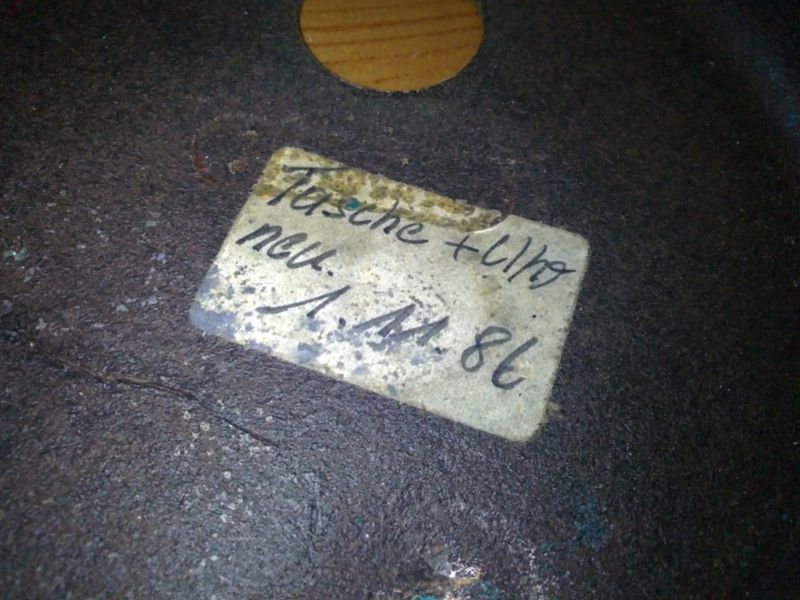 Tasche + Uhr
neu.
1.11.86